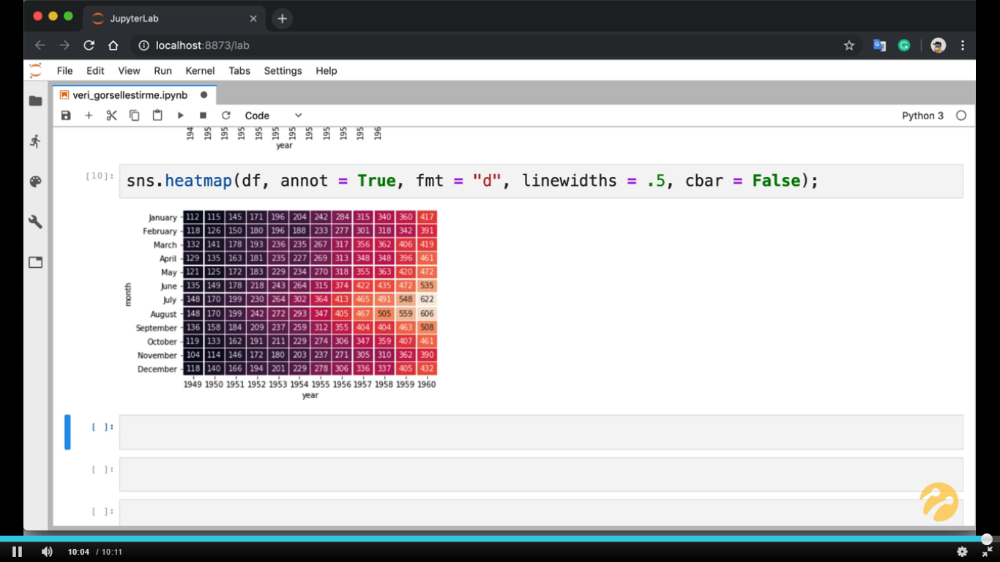 JupyterLab
localhost:8873/lab
File Edit View Run Kernel Tabs Settings Help
veri_gorsellestirme.ipynb
Code Python 3
194 195 195 195 195 195 195 195 195 195 195 196
year
[10]: sns.heatmap(df, annot = True, fmt = "d", linewidths = .5, cbar = False);
month
January 112 115 145 171 196 204 242 284 315 340 360 417
February 118 126 150 180 196 188 233 277 301 318 342 391
March 132 141 178 193 236 235 267 317 356 362 406 419
April 129 135 163 181 235 227 269 313 348 348 396 461
May 121 125 172 183 229 234 270 318 355 363 420 472
June 135 149 178 218 243 264 315 374 422 435 472 535
July 148 170 199 230 264 302 364 413 465 491 548 622
August 148 170 199 242 272 293 347 405 467 505 559 606
September 136 158 184 209 237 259 312 355 404 404 463 508
October 119 133 162 191 211 229 274 306 347 359 407 461
November 104 114 146 172 180 203 237 271 305 310 362 390
December 118 140 166 194 201 229 278 306 336 337 405 432
1949 1950 1951 1952 1953 1954 1955 1956 1957 1958 1959 1960
year
[ ]:
[ ]:
[ ]:
10:04 / 10:11